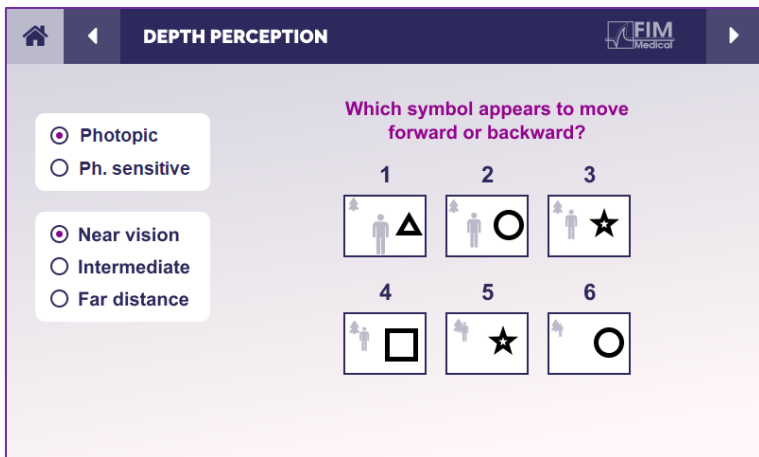 DEPTH PERCEPTION
FIM
Medical
Photopic
Ph. sensitive
Near vision
Intermediate
Far distance
Which symbol appears to move
forward or backward?
1 2 3
4 5 6